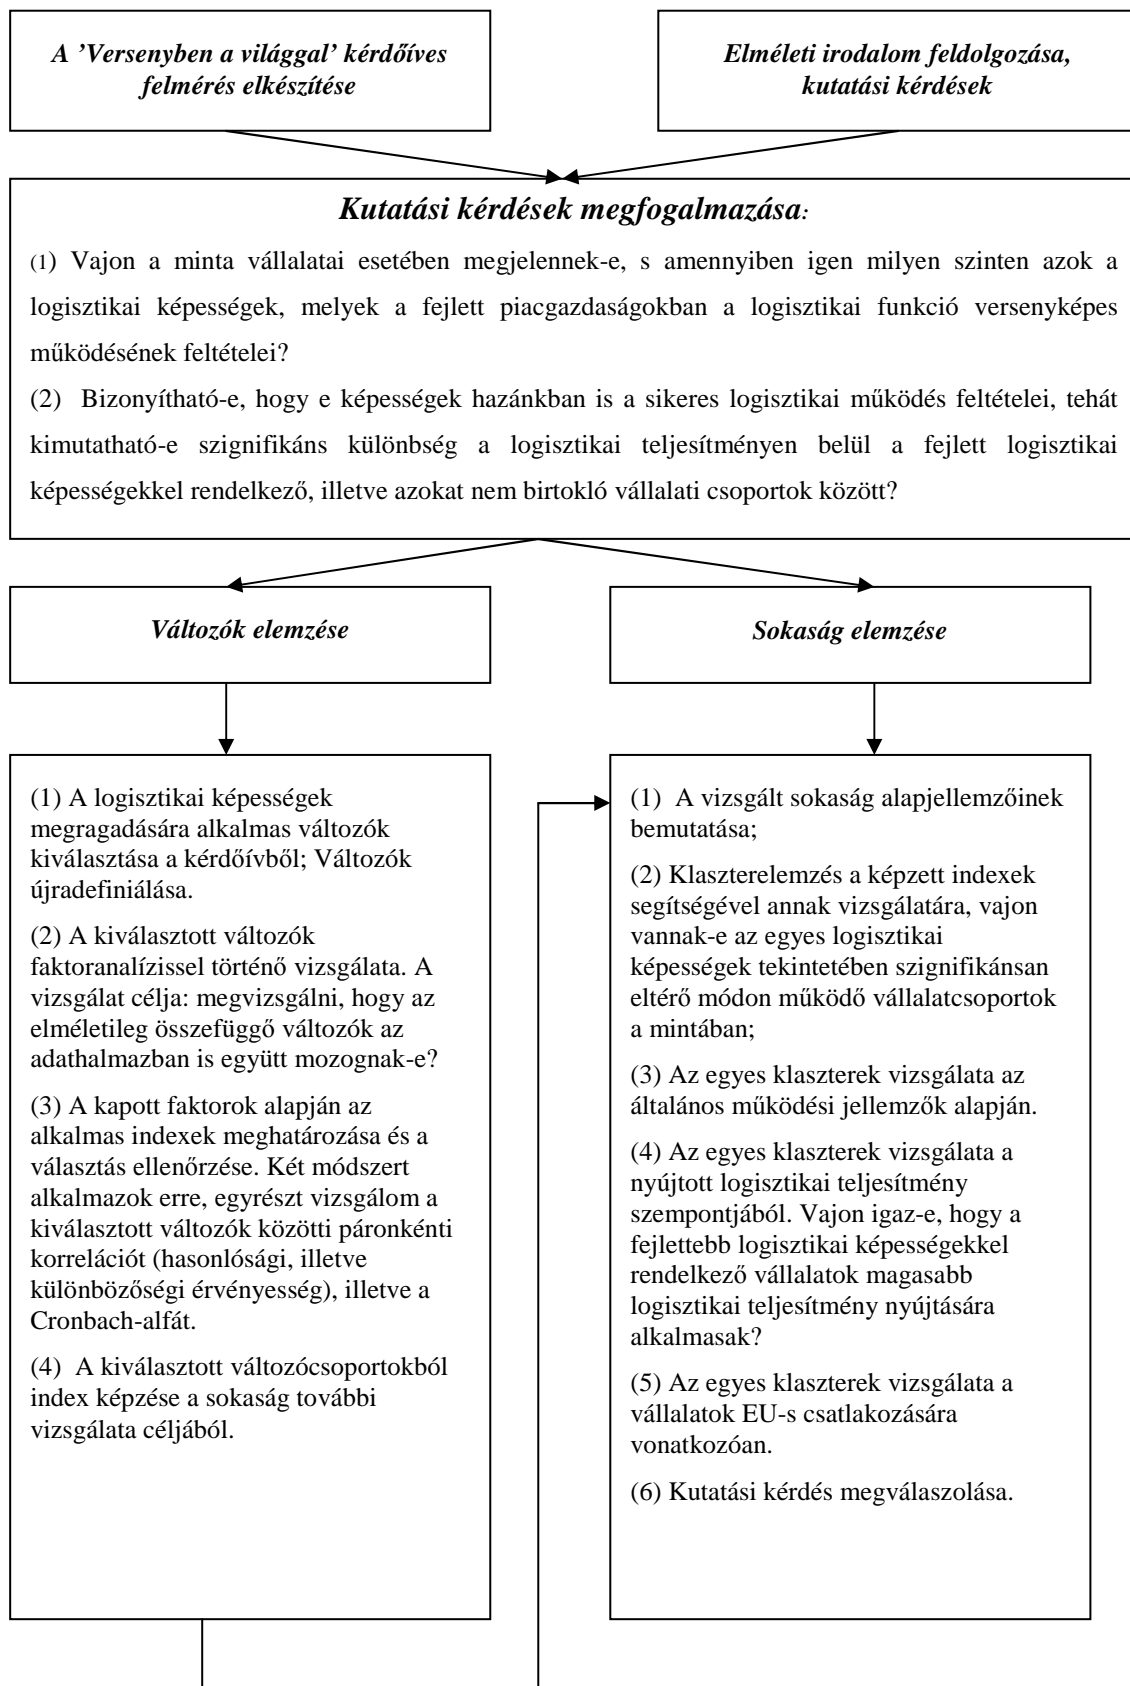 A ’Versenyben a világgal’ kérdőíves
felmérés elkészítése
Elméleti irodalom feldolgozása,
kutatási kérdések
Kutatási kérdések megfogalmazása:
(1) Vajon a minta vállalatai esetében megjelennek-e, s amennyiben igen milyen szinten azok a
logisztikai képességek, melyek a fejlett piacgazdaságokban a logisztikai funkció versenyképes
működésének feltételei?
(2) Bizonyítható-e, hogy e képességek hazánkban is a sikeres logisztikai működés feltételei, tehát
kimutatható-e szignifikáns különbség a logisztikai teljesítményen belül a fejlett logisztikai
képességekkel rendelkező, illetve azokat nem birtokló vállalati csoportok között?
Változók elemzése
Sokaság elemzése
(1) A logisztikai képességek
megragadására alkalmas változók
kiválasztása a kérdőívből; Változók
újradefiniálása.
(2) A kiválasztott változók
faktoranalízissel történő vizsgálata. A
vizsgálat célja: megvizsgálni, hogy az
elméletileg összefüggő változók az
adathalmazban is együtt mozognak-e?
(3) A kapott faktorok alapján az
alkalmas indexek meghatározása és a
választás ellenőrzése. Két módszert
alkalmazok erre, egyrészt vizsgálom a
kiválasztott változók közötti páronkénti
korrelációt (hasonlósági, illetve
különbözőségi érvényesség), illetve a
Cronbach-alfát.
(4) A kiválasztott változócsoportokból
index képzése a sokaság további
vizsgálata céljából.
(1) A vizsgált sokaság alapjellemzőinek
bemutatása;
(2) Klaszterelemzés a képzett indexek
segítségével annak vizsgálatára, vajon
vannak-e az egyes logisztikai
képességek tekintetében szignifikánsan
eltérő módon működő vállalatcsoportok
a mintában;
(3) Az egyes klaszterek vizsgálata az
általános működési jellemzők alapján.
(4) Az egyes klaszterek vizsgálata a
nyújtott logisztikai teljesítmény
szempontjából. Vajon igaz-e, hogy a
fejlettebb logisztikai képességekkel
rendelkező vállalatok magasabb
logisztikai teljesítmény nyújtására
alkalmasak?
(5) Az egyes klaszterek vizsgálata a
vállalatok EU-s csatlakozására
vonatkozóan.
(6) Kutatási kérdés megválaszolása.